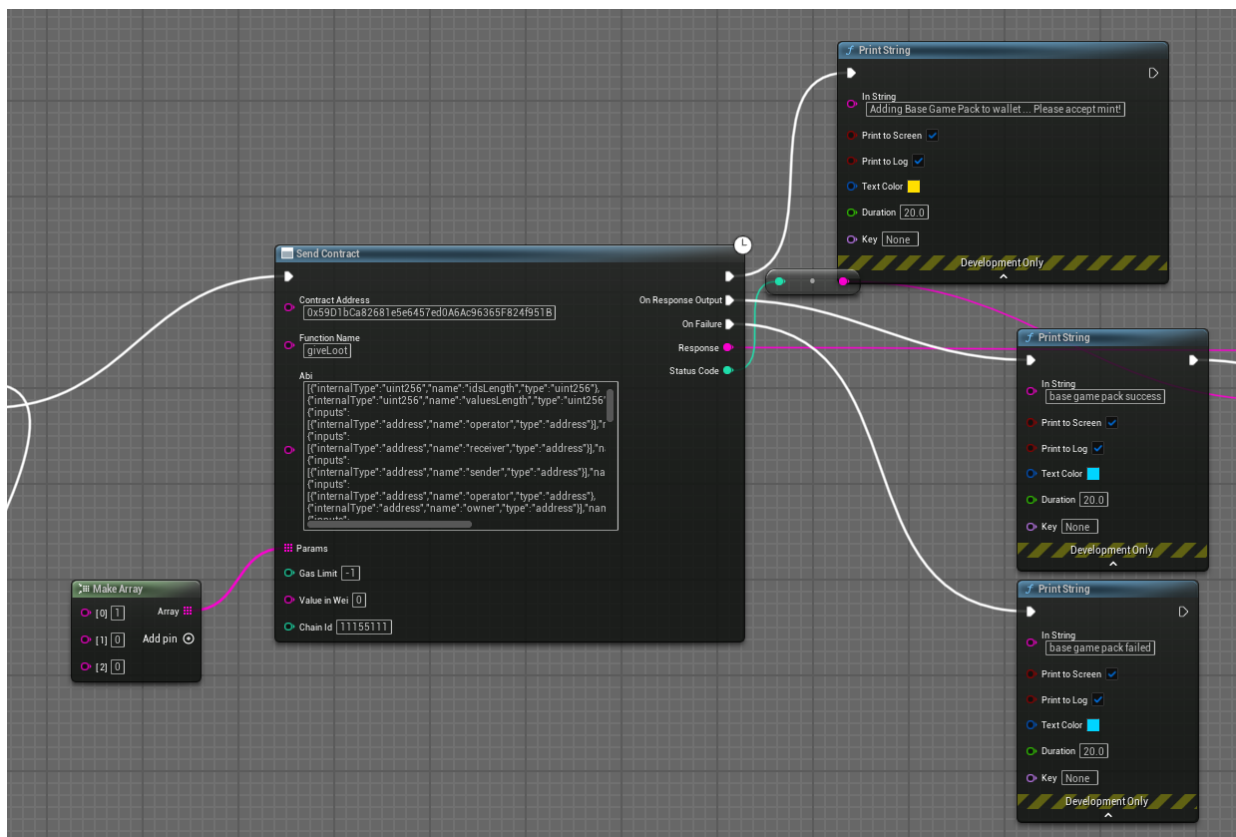 Print String
In String
Adding Base Game Pack to wallet ... Please accept mint!
Print to Screen
Print to Log
Text Color
Duration 20.0
Key None
Development Only
Send Contract
Contract Address
0x59D1bCa82681e5e6457ed0A6Ac96365F824f951B
On Response Output
On Failure
Function Name
giveLoot
Response
Status Code
Abi
[{"internalType":"uint256","name":"idsLength","type":"uint256"},
{"internalType":"uint256","name":"valuesLength","type":"uint256"
{"inputs":
[{"internalType":"address","name":"operator","type":"address"}],"r
{"inputs":
[{"internalType":"address","name":"receiver","type":"address"}],"n
{"inputs":
[{"internalType":"address","name":"sender","type":"address"}],"na
{"inputs":
[{"internalType":"address","name":"operator","type":"address"},
{"internalType":"address","name":"owner","type":"address"}],"nan
{"inputs":
Params
Gas Limit -1
Value in Wei 0
Chain Id 11155111
Make Array
[0] 1 Array
[1] 0 Add pin
[2] 0
Print String
In String
base game pack success
Print to Screen
Print to Log
Text Color
Duration 20.0
Key None
Development Only
Print String
In String
base game pack failed
Print to Screen
Print to Log
Text Color
Duration 20.0
Key None
Development Only